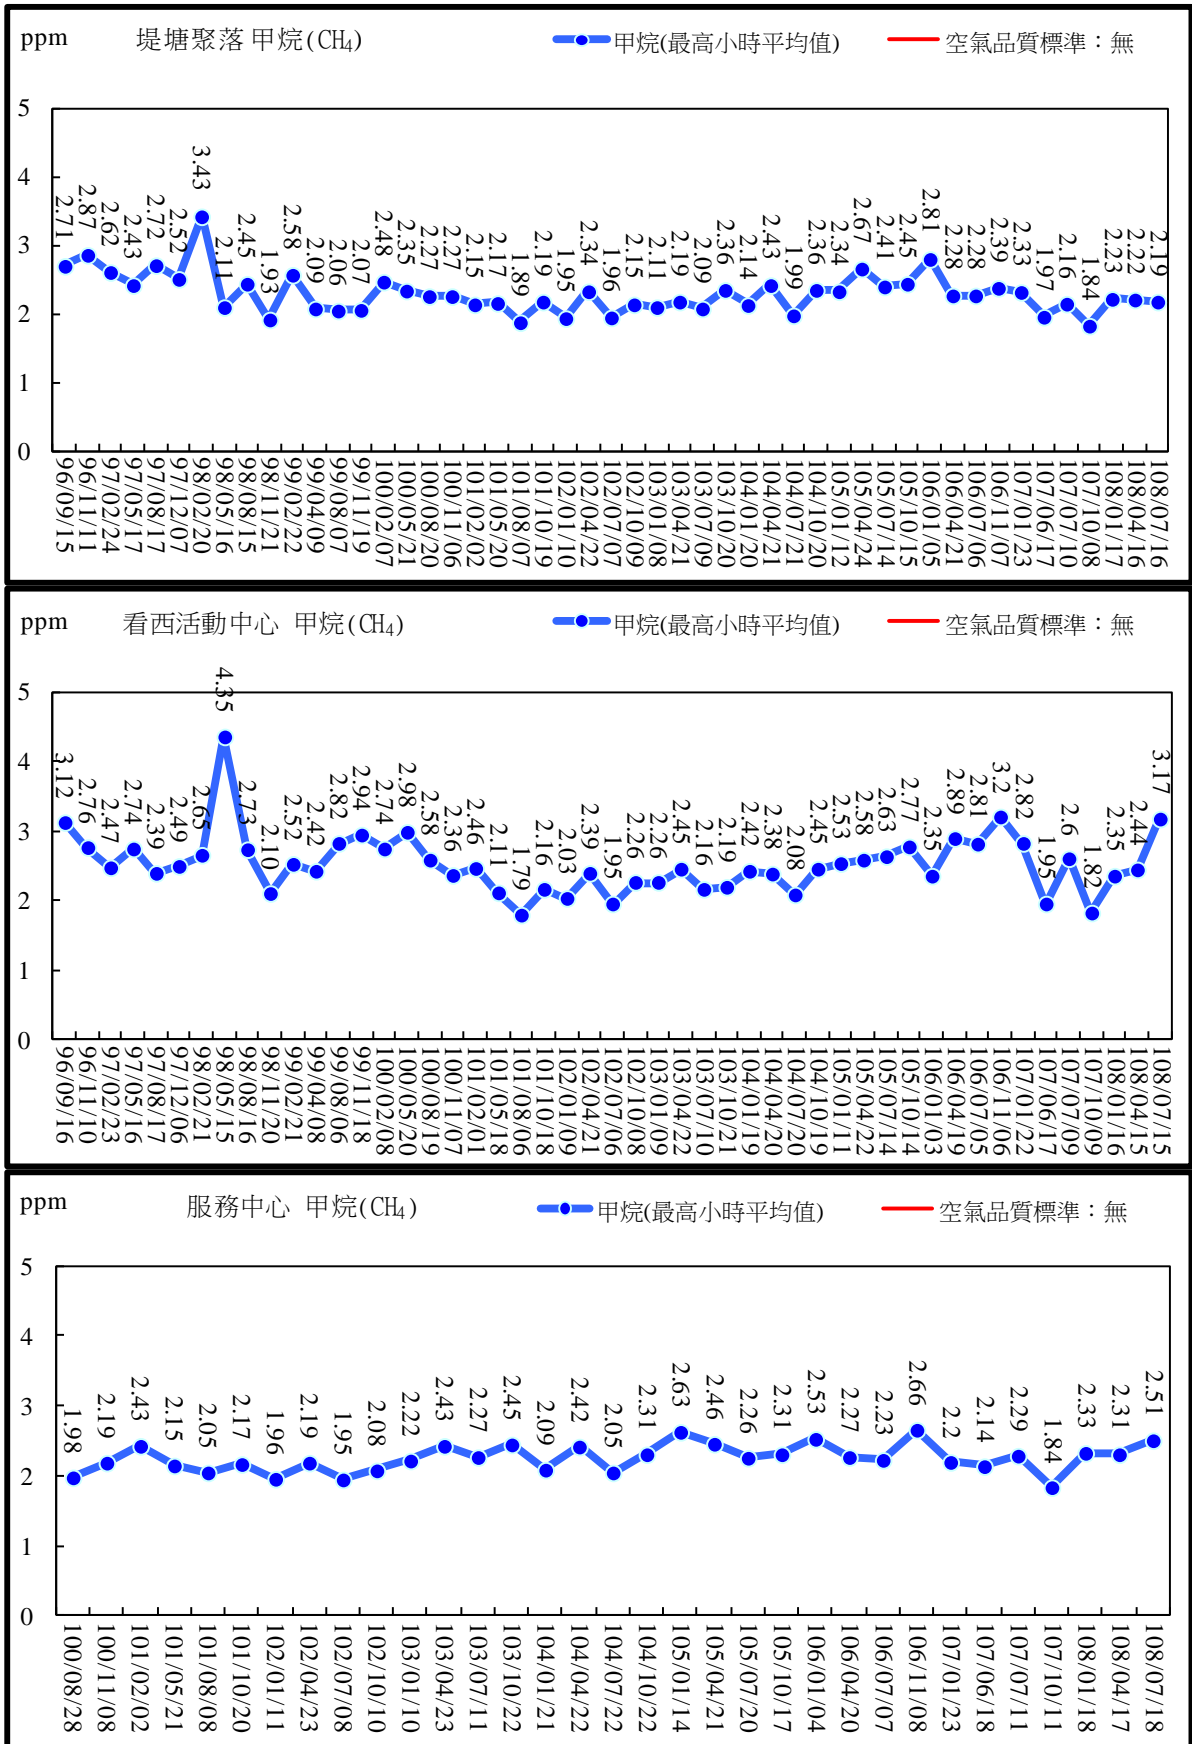 ppm 堤塘聚落 甲烷(CH₄) 甲烷(最高小時平均值) 空氣品質標準：無
5
4
3
2
1
0
2.71 2.87 2.62 2.43 2.72 2.52 3.43 2.11 2.45 1.93 2.58 2.09 2.06 2.07 2.48 2.35 2.27 2.27 2.15 2.17 1.89 2.19 1.95 2.34 1.96 2.15 2.11 2.19 2.09 2.36 2.14 2.43 1.99 2.36 2.34 2.67 2.41 2.45 2.81 2.28 2.28 2.39 2.33 1.97 2.16 1.84 2.23 2.22 2.19
96/09/15 96/11/11 97/02/24 97/05/17 97/08/17 97/12/07 98/02/20 98/05/16 98/08/15 98/11/21 99/02/22 99/04/09 99/08/07 99/11/19 100/02/07 100/05/21 100/08/20 100/11/06 101/02/02 101/05/20 101/08/07 101/10/19 102/01/10 102/04/22 102/07/07 102/10/09 103/01/08 103/04/21 103/07/09 103/10/20 104/01/20 104/04/21 104/07/21 104/10/20 105/01/12 105/04/24 105/07/14 105/10/15 106/01/05 106/04/21 106/07/06 106/11/07 107/01/23 107/06/17 107/07/10 107/10/08 108/01/17 108/04/16 108/07/16
ppm 看西活動中心 甲烷(CH₄) 甲烷(最高小時平均值) 空氣品質標準：無
5
4
3
2
1
0
3.12 2.76 2.47 2.74 2.39 2.49 2.65 4.35 2.73 2.10 2.52 2.42 2.82 2.94 2.74 2.98 2.58 2.36 2.46 2.11 1.79 2.16 2.03 2.39 1.95 2.26 2.26 2.45 2.16 2.19 2.42 2.38 2.08 2.45 2.53 2.58 2.63 2.77 2.35 2.89 2.81 3.2 2.82 1.95 2.6 1.82 2.35 2.44 3.17
96/09/16 96/11/10 97/02/23 97/05/16 97/08/17 97/12/06 98/02/21 98/05/15 98/08/16 98/11/20 99/02/21 99/04/08 99/08/06 99/11/18 100/02/08 100/05/20 100/08/19 100/11/07 101/02/01 101/05/18 101/08/06 101/10/18 102/01/09 102/04/21 102/07/06 102/10/08 103/01/09 103/04/22 103/07/10 103/10/21 104/01/19 104/04/20 104/07/20 104/10/19 105/01/11 105/04/22 105/07/14 105/10/14 106/01/03 106/04/19 106/07/05 106/11/06 107/01/22 107/06/17 107/07/09 107/10/09 108/01/16 108/04/15 108/07/15
ppm 服務中心 甲烷(CH₄) 甲烷(最高小時平均值) 空氣品質標準：無
5
4
3
2
1
0
1.98 2.19 2.43 2.15 2.05 2.17 1.96 2.19 1.95 2.08 2.22 2.43 2.27 2.45 2.09 2.42 2.05 2.31 2.63 2.46 2.26 2.31 2.53 2.27 2.23 2.66 2.2 2.14 2.29 1.84 2.33 2.31 2.51
100/08/28 100/11/08 101/02/02 101/05/21 101/08/08 101/10/20 102/01/11 102/04/23 102/07/08 102/10/10 103/01/10 103/04/23 103/07/11 103/10/22 104/01/21 104/04/22 104/07/22 104/10/22 105/01/14 105/04/21 105/07/20 105/10/17 106/01/04 106/04/20 106/07/07 106/11/08 107/01/23 107/06/18 107/07/11 107/10/11 108/01/18 108/04/17 108/07/18